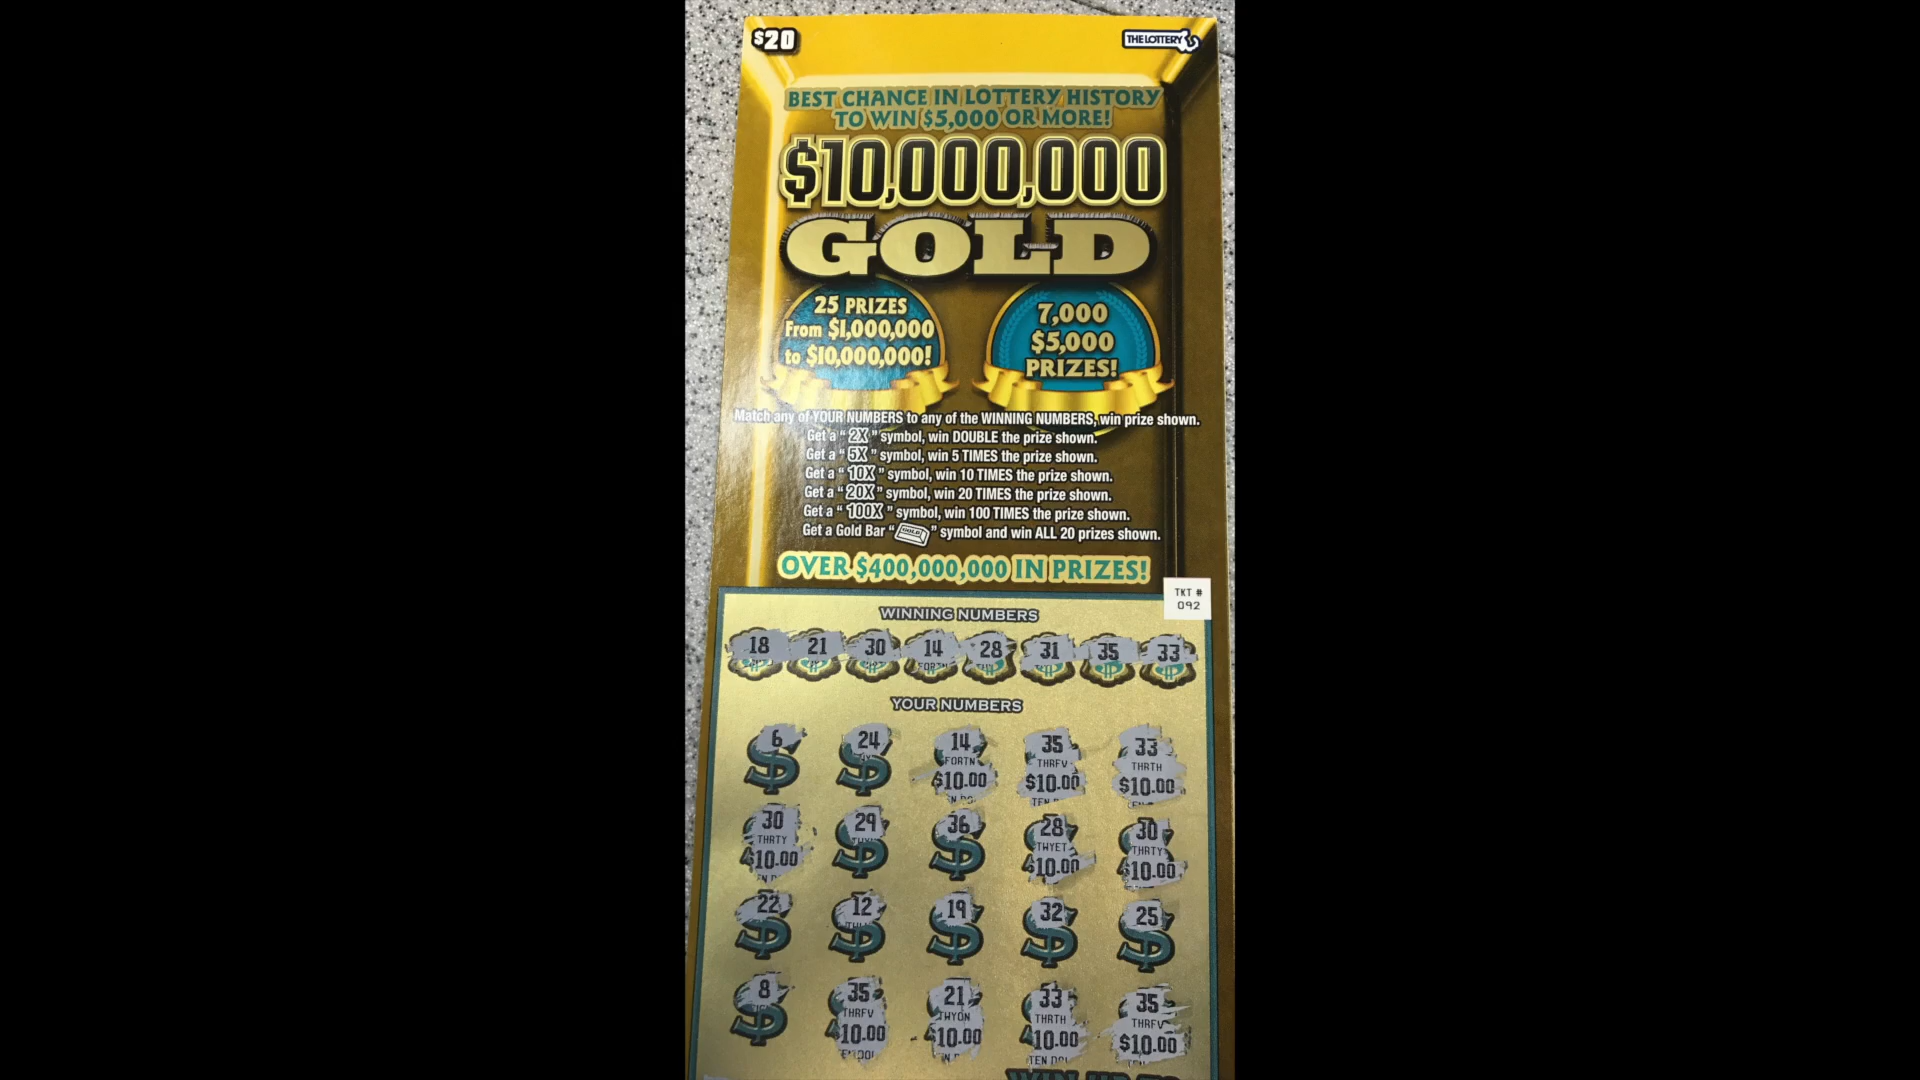 $20
THE LOTTERY
BEST CHANCE IN LOTTERY HISTORY
TO WIN $5,000 OR MORE!
$10,000,000
GOLD
25 PRIZES
From $1,000,000
to $10,000,000!
7,000
$5,000
PRIZES!
Match any of YOUR NUMBERS to any of the WINNING NUMBERS, win prize shown.
Get a "2X" symbol, win DOUBLE the prize shown.
Get a "5X" symbol, win 5 TIMES the prize shown.
Get a "10X" symbol, win 10 TIMES the prize shown.
Get a "20X" symbol, win 20 TIMES the prize shown.
Get a "100X" symbol, win 100 TIMES the prize shown.
Get a Gold Bar "GOLD" symbol and win ALL 20 prizes shown.
OVER $400,000,000 IN PRIZES!
TKT #
092
WINNING NUMBERS
18 21 30 14 28 31 35 33
YOUR NUMBERS
6 24 14 35 33
FORTN THRFV THRTH
$10.00 $10.00 $10.00
30 29 36 28 30
THRTY TWYET THRTY
$10.00 $10.00 $10.00
22 12 19 32 25
8 35 21 33 35
THRFV TWYON THRTH THRFV
10.00 $10.00 10.00 $10.00